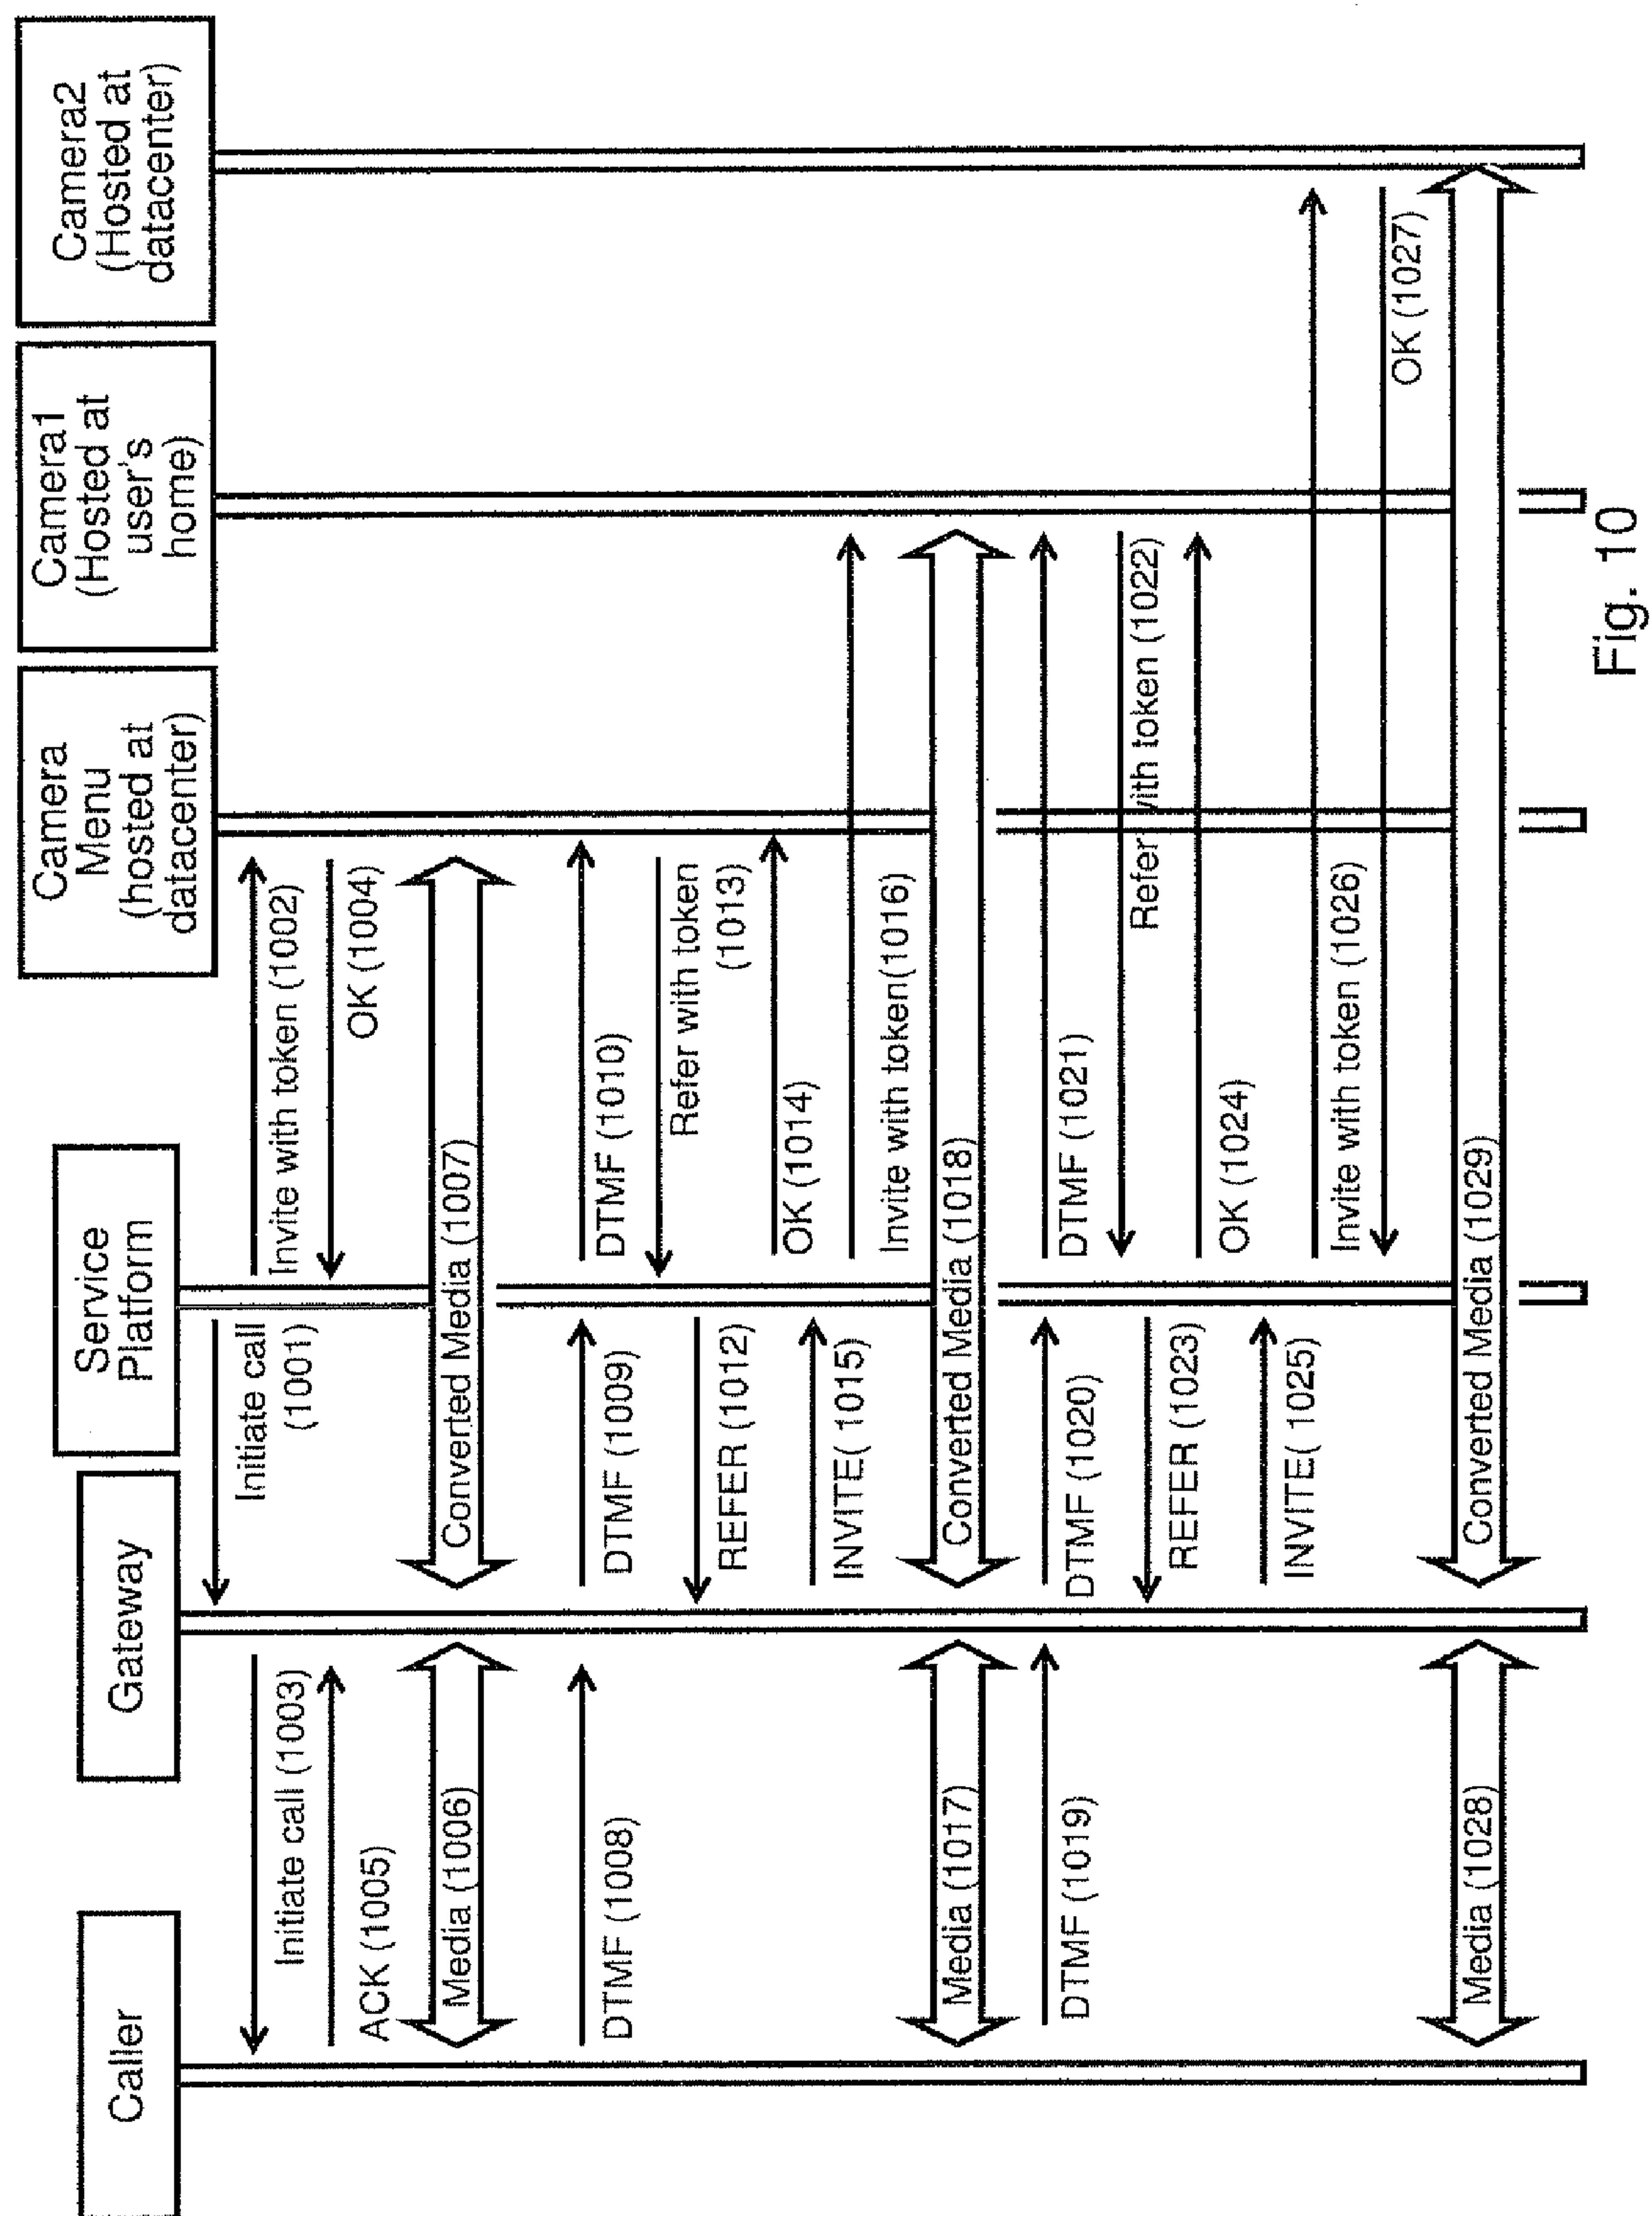 Caller
Gateway
Service
Platform
Camera
Menu
(hosted at
datacenter)
Camera1
(Hosted at
user's
home)
Camera2
(Hosted at
datacenter)
Initiate call
(1001)
Invite with token (1002)
Initiate call (1003)
OK (1004)
ACK (1005)
Media (1006)
Converted Media (1007)
DTMF (1008)
DTMF (1009)
DTMF (1010)
REFER (1012)
Refer with token
(1013)
OK (1014)
INVITE( 1015)
Invite with token(1016)
Media (1017)
Converted Media (1018)
DTMF (1019)
DTMF (1020)
DTMF (1021)
Refer with token (1022)
REFER (1023)
OK (1024)
INVITE( 1025)
Invite with token (1026)
OK (1027)
Media (1028)
Converted Media (1029)
Fig. 10